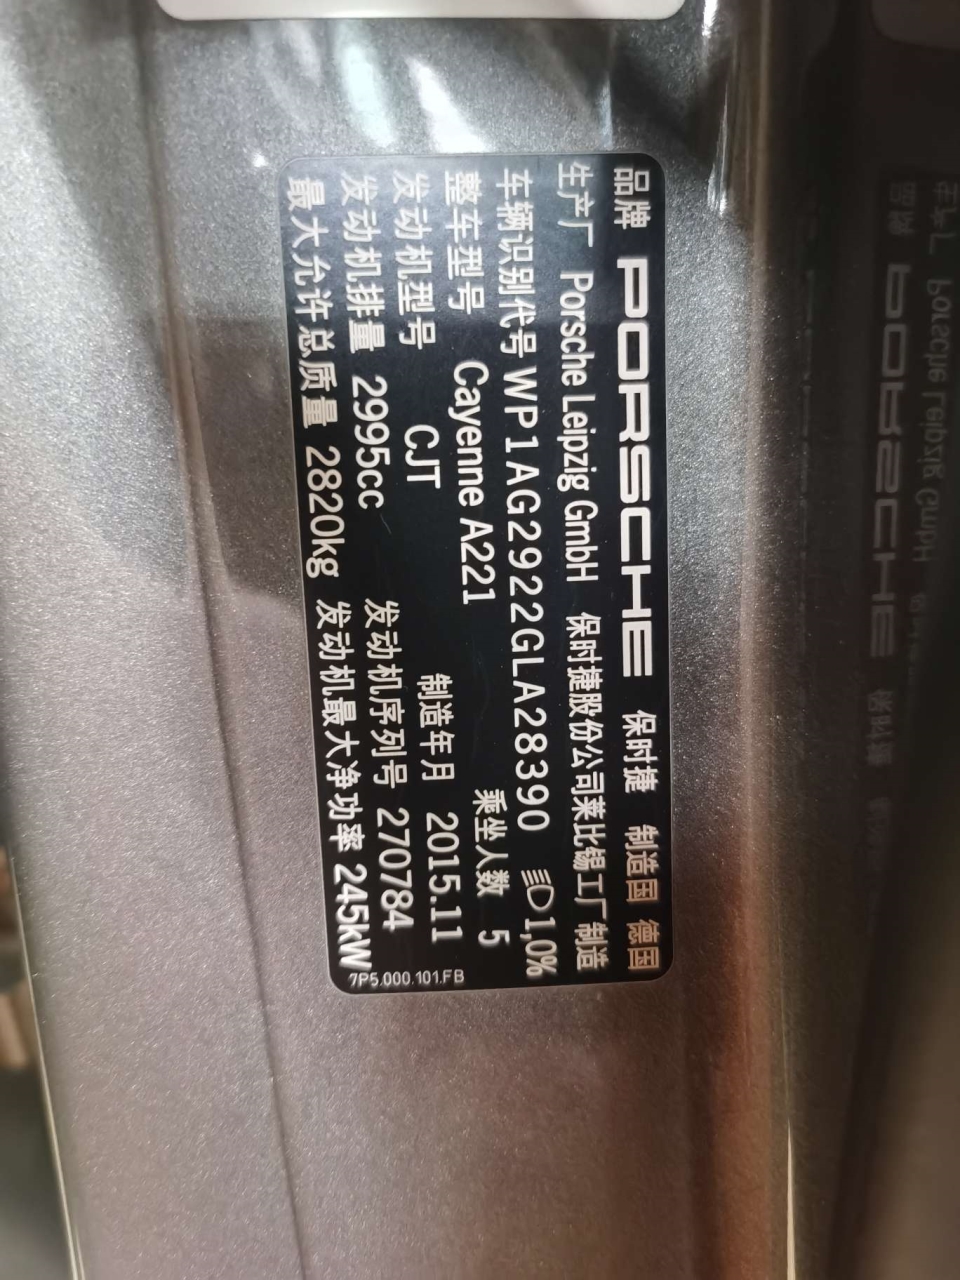 品牌 PORSCHE 保时捷 制造国 德国
生产厂 Porsche Leipzig GmbH 保时捷股份公司莱比锡工厂制造
车辆识别代号 WP1AG2922GLA28390 1,0%
整车型号 Cayenne A221 乘坐人数 5
发动机型号 CJT 制造年月 2015.11
发动机排量 2995cc 发动机序列号 270784
最大允许总质量 2820kg 发动机最大净功率 245kW
7P5.000.101.FB